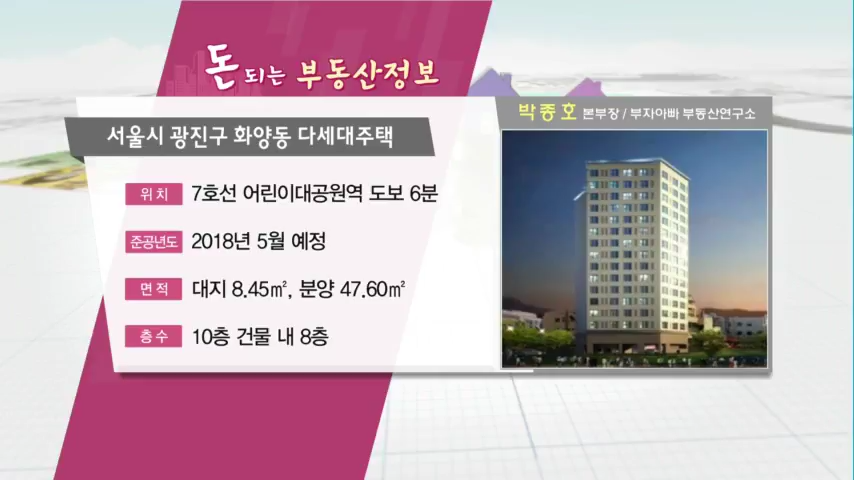 돈 되는 부동산정보
박종호 본부장 / 부자아빠 부동산연구소
서울시 광진구 화양동 다세대주택
위 치 7호선 어린이대공원역 도보 6분
준공년도 2018년 5월 예정
면 적 대지 8.45㎡, 분양 47.60㎡
층 수 10층 건물 내 8층